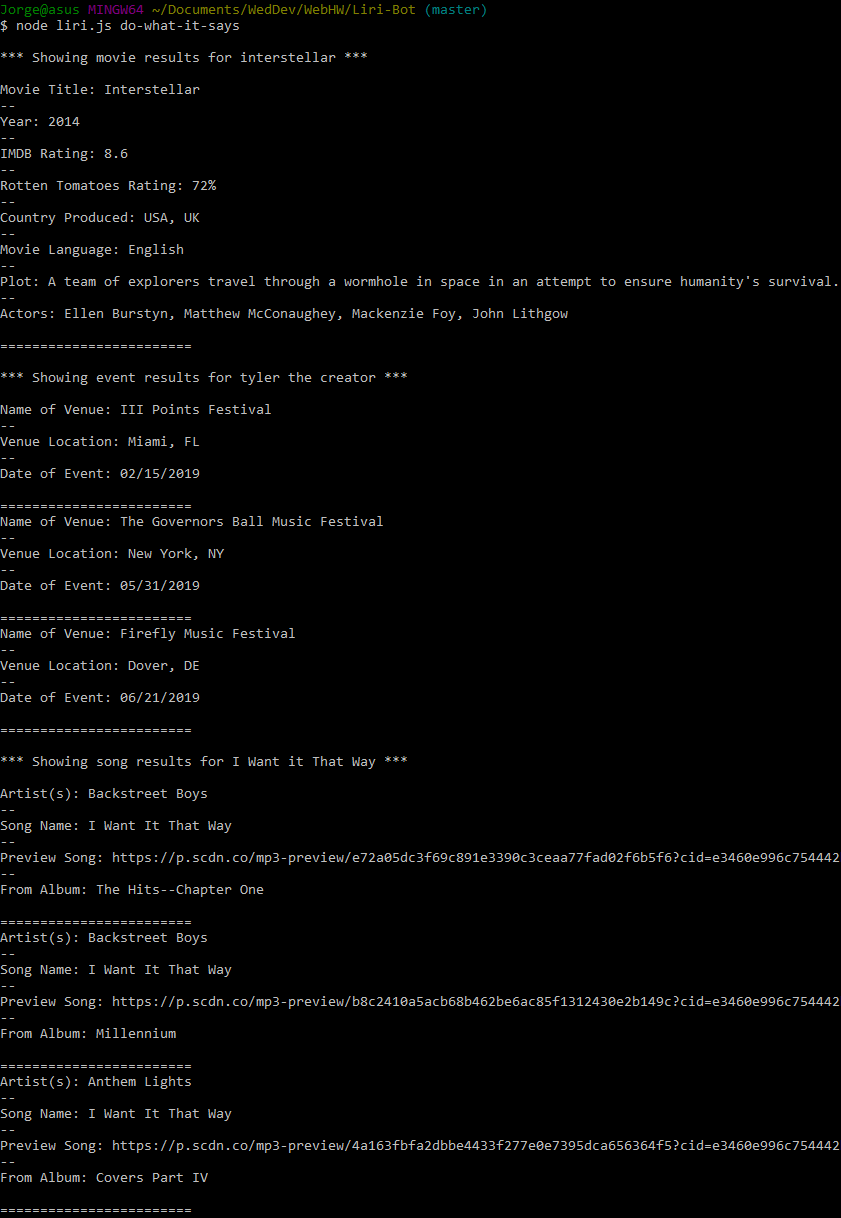 Jorge@asus MINGW64 ~/Documents/WedDev/WebHW/Liri-Bot (master)
$ node liri.js do-what-it-says
*** Showing movie results for interstellar ***
Movie Title: Interstellar
--
Year: 2014
--
IMDB Rating: 8.6
--
Rotten Tomatoes Rating: 72%
--
Country Produced: USA, UK
--
Movie Language: English
--
Plot: A team of explorers travel through a wormhole in space in an attempt to ensure humanity's survival.
--
Actors: Ellen Burstyn, Matthew McConaughey, Mackenzie Foy, John Lithgow
========================
*** Showing event results for tyler the creator ***
Name of Venue: III Points Festival
--
Venue Location: Miami, FL
--
Date of Event: 02/15/2019
========================
Name of Venue: The Governors Ball Music Festival
--
Venue Location: New York, NY
--
Date of Event: 05/31/2019
========================
Name of Venue: Firefly Music Festival
--
Venue Location: Dover, DE
--
Date of Event: 06/21/2019
========================
*** Showing song results for I Want it That Way ***
Artist(s): Backstreet Boys
--
Song Name: I Want It That Way
--
Preview Song: https://p.scdn.co/mp3-preview/e72a05dc3f69c891e3390c3ceaa77fad02f6b5f6?cid=e3460e996c754442
--
From Album: The Hits--Chapter One
========================
Artist(s): Backstreet Boys
--
Song Name: I Want It That Way
--
Preview Song: https://p.scdn.co/mp3-preview/b8c2410a5acb68b462be6ac85f1312430e2b149c?cid=e3460e996c754442
--
From Album: Millennium
========================
Artist(s): Anthem Lights
--
Song Name: I Want It That Way
--
Preview Song: https://p.scdn.co/mp3-preview/4a163fbfa2dbbe4433f277e0e7395dca656364f5?cid=e3460e996c754442
--
From Album: Covers Part IV
========================